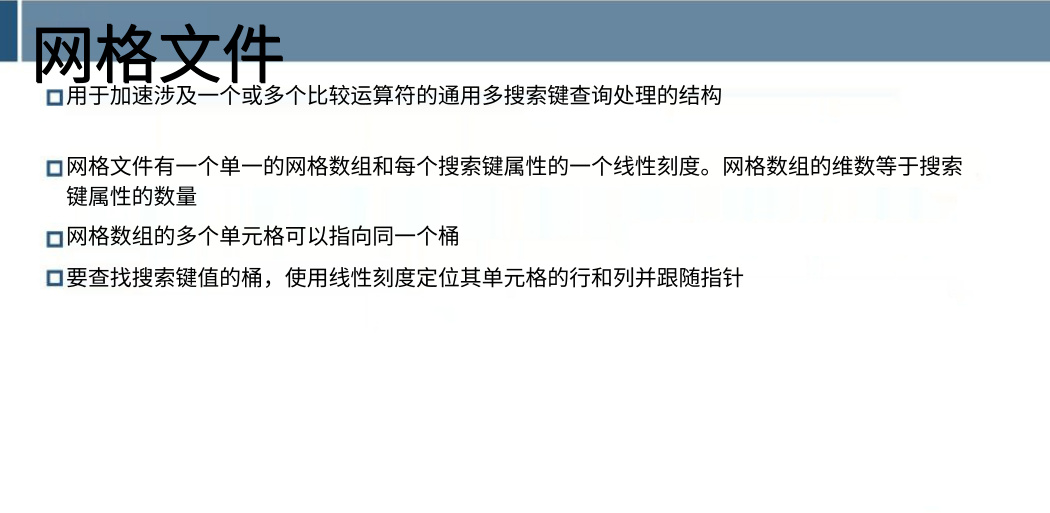 网格文件
用于加速涉及一个或多个比较运算符的通用多搜索键查询处理的结构
网格文件有一个单一的网格数组和每个搜索键属性的一个线性刻度。网格数组的维数等于搜索
键属性的数量
网格数组的多个单元格可以指向同一个桶
要查找搜索键值的桶，使用线性刻度定位其单元格的行和列并跟随指针